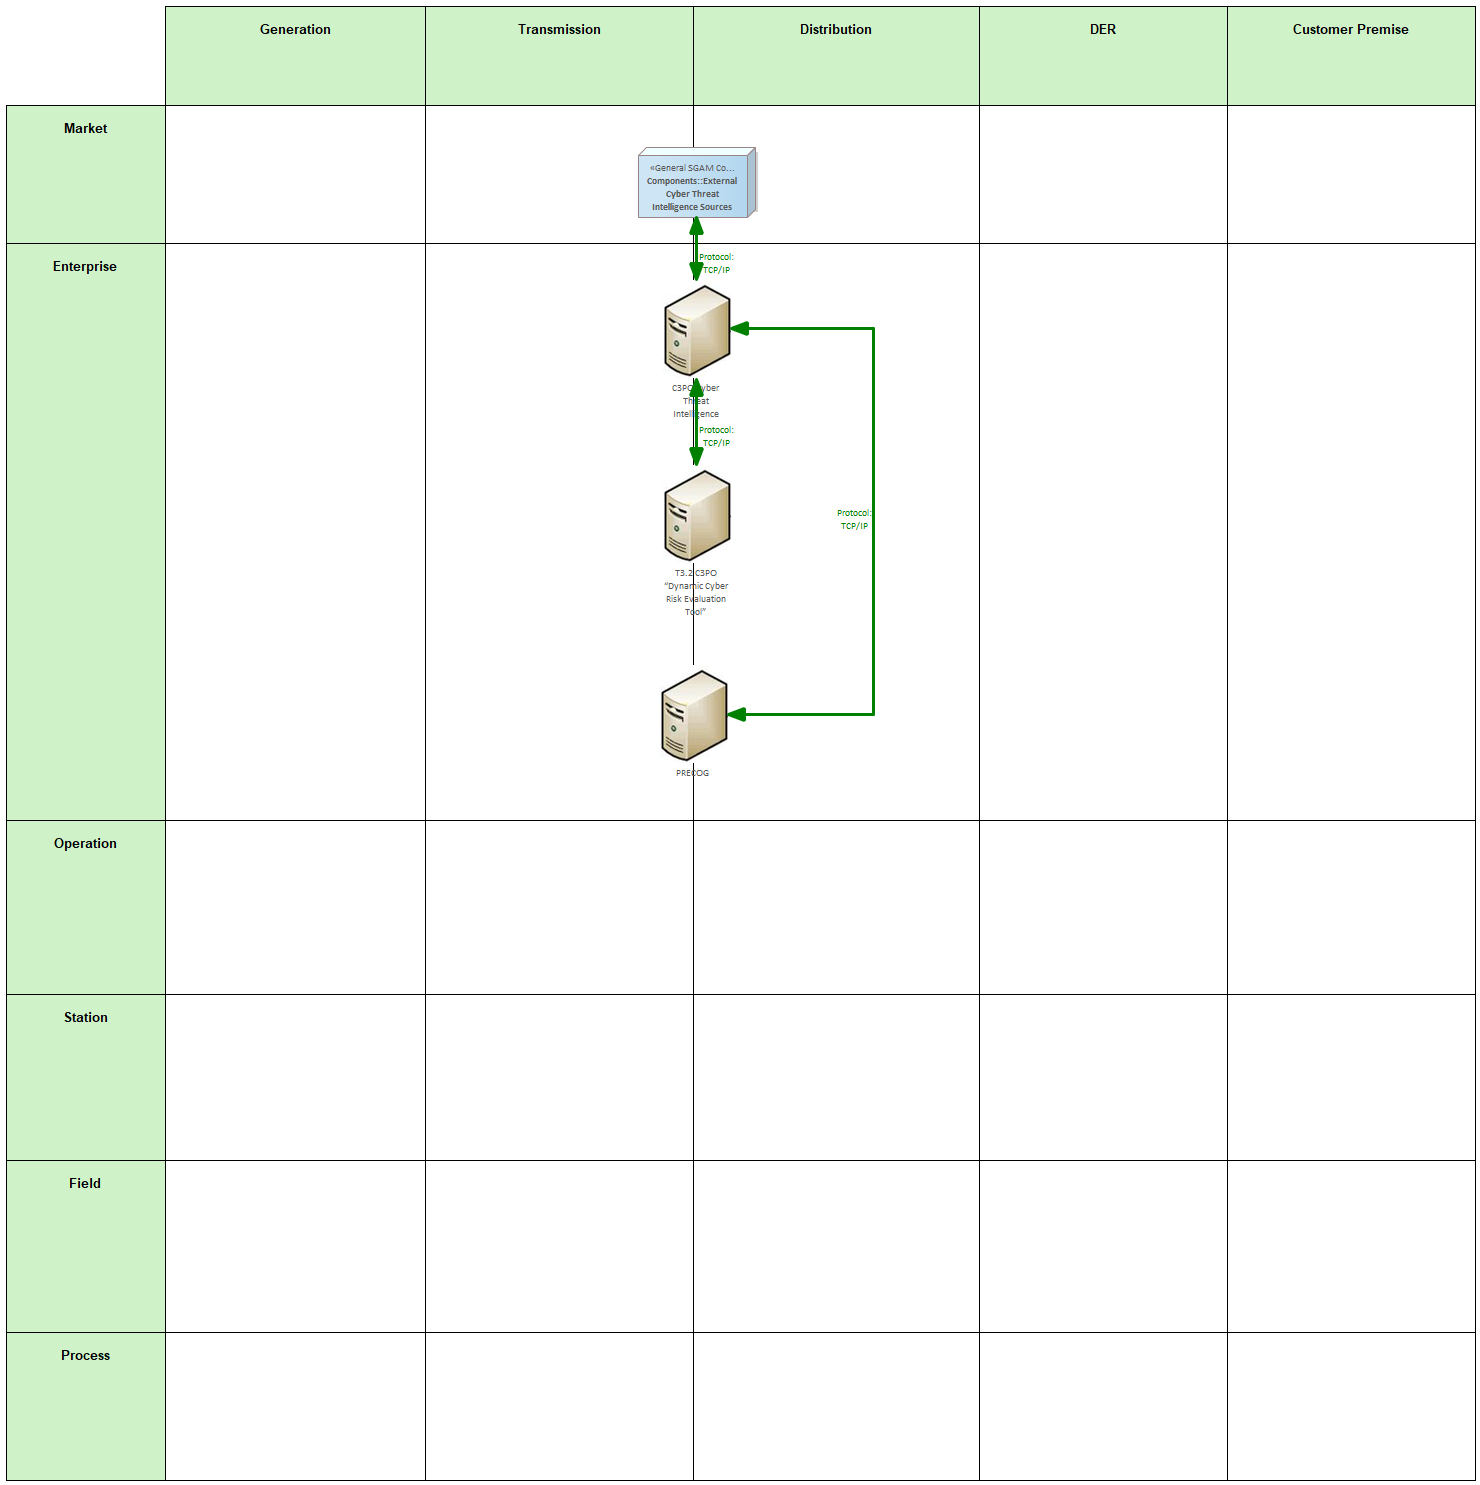 Generation
Transmission
Distribution
DER
Customer Premise
Market
«General SGAM Co...
Components::External
Cyber Threat
Intelligence Sources
Enterprise
Protocol:
TCP/IP
C3PO Cyber
Threat
Intelligence
Protocol:
TCP/IP
Protocol:
TCP/IP
T3.2 C3PO
“Dynamic Cyber
Risk Evaluation
Tool”
PRECOG
Operation
Station
Field
Process